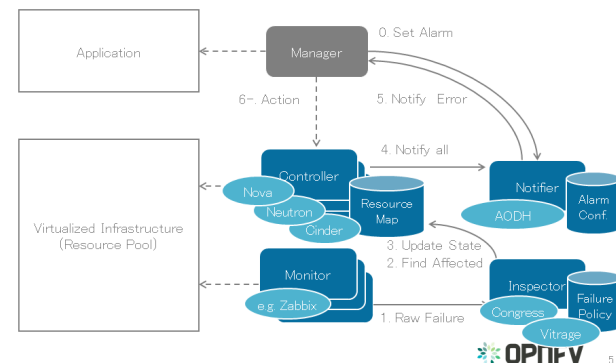 0. Set Alarm
Application
Manager
6-. Action
5. Notify Error
4. Notify all
Controller
Nova
Neutron
Cinder
Resource
Map
Notifier
AODH
Alarm
Conf.
Virtualized Infrastructure
(Resource Pool)
3. Update State
2. Find Affected
Monitor
e.g. Zabbix
1. Raw Failure
Inspector
Congress
Vitrage
Failure
Policy
OPNFV
5